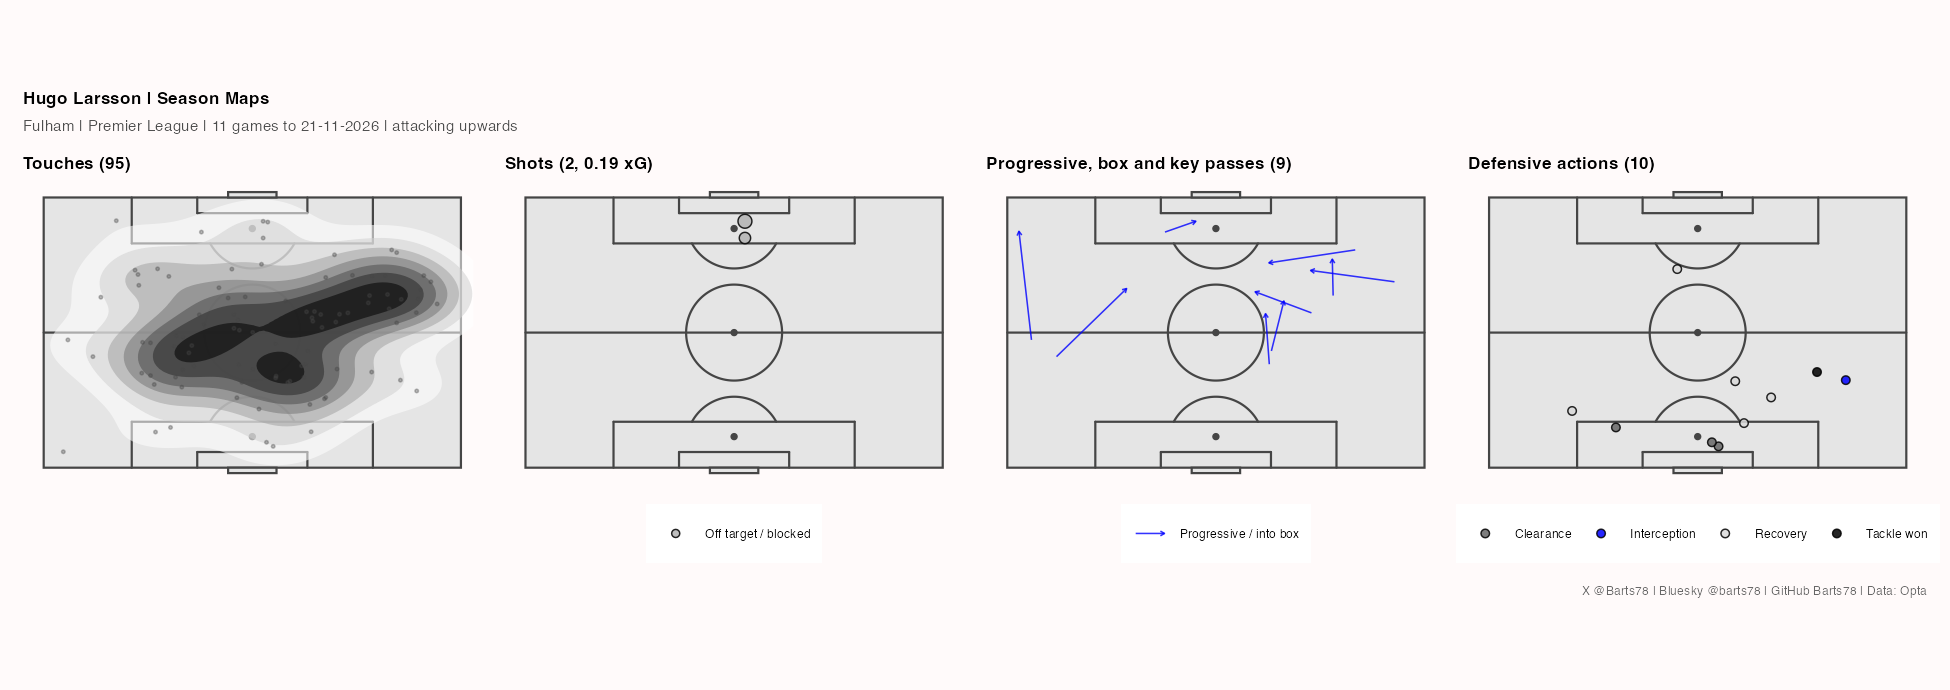 Hugo Larsson | Season Maps
Fulham | Premier League | 11 games to 21-11-2026 | attacking upwards
Touches (95)
Shots (2, 0.19 xG)
Progressive, box and key passes (9)
Defensive actions (10)
Off target / blocked
Progressive / into box
Clearance
Interception
Recovery
Tackle won
X @Barts78 | Bluesky @barts78 | GitHub Barts78 | Data: Opta